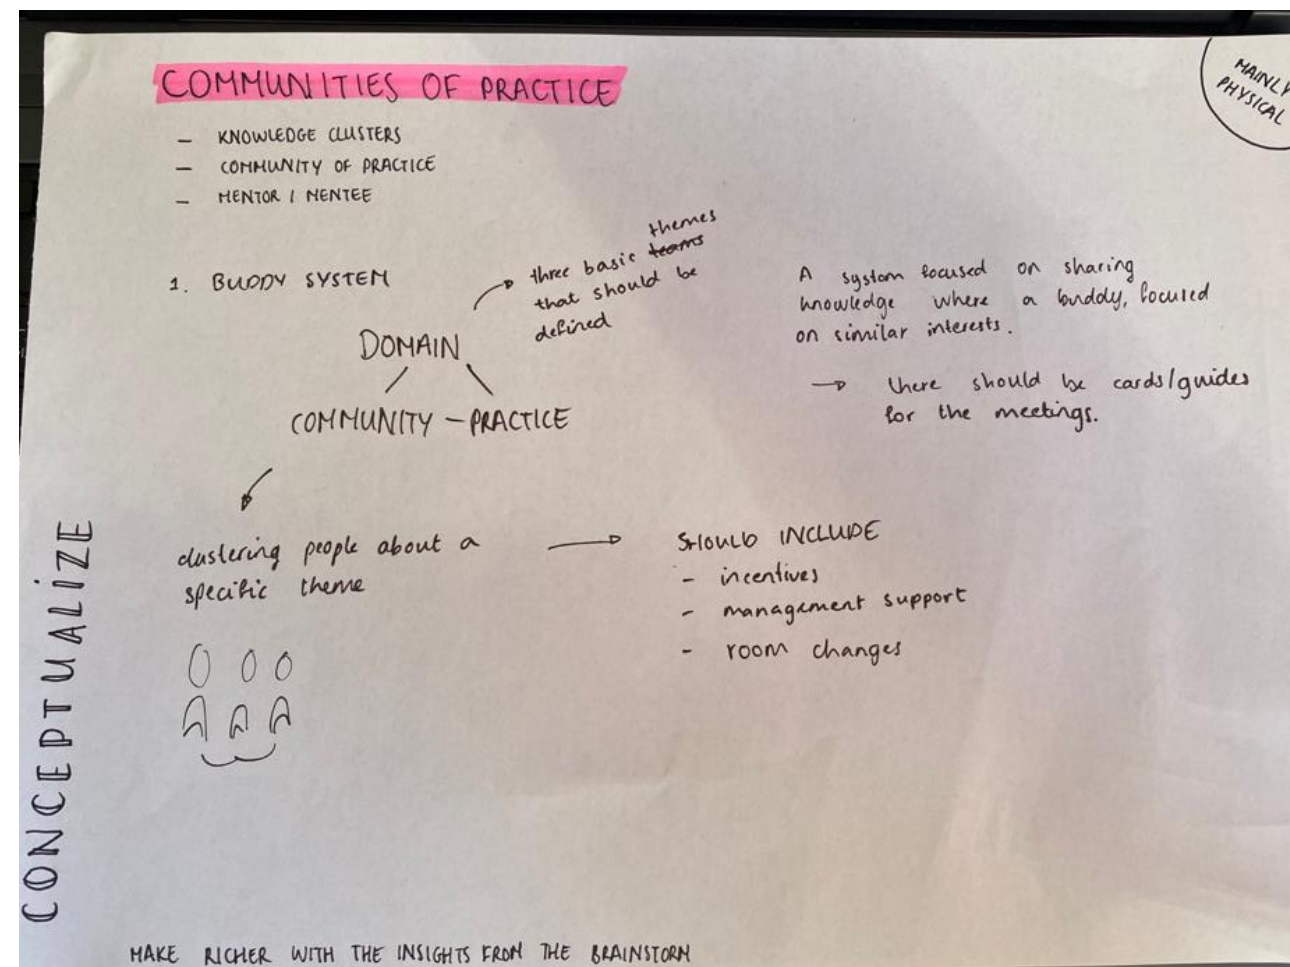 COMMUNITIES OF PRACTICE
MAINLY
PHYSICAL
- KNOWLEDGE CLUSTERS
- COMMUNITY OF PRACTICE
- MENTOR / MENTEE
1. BUDDY SYSTEM
themes
three basic teams
that should be
defined
DOMAIN
COMMUNITY - PRACTICE
A system focused on sharing
knowledge where a buddy, focused
on similar interests.
→ there should be cards/guides
for the meetings.
clustering people about a
specific theme
→ SHOULD INCLUDE
- incentives
- management support
- room changes
CONCEPTUALIZE
MAKE RICHER WITH THE INSIGHTS FROM THE BRAINSTORM